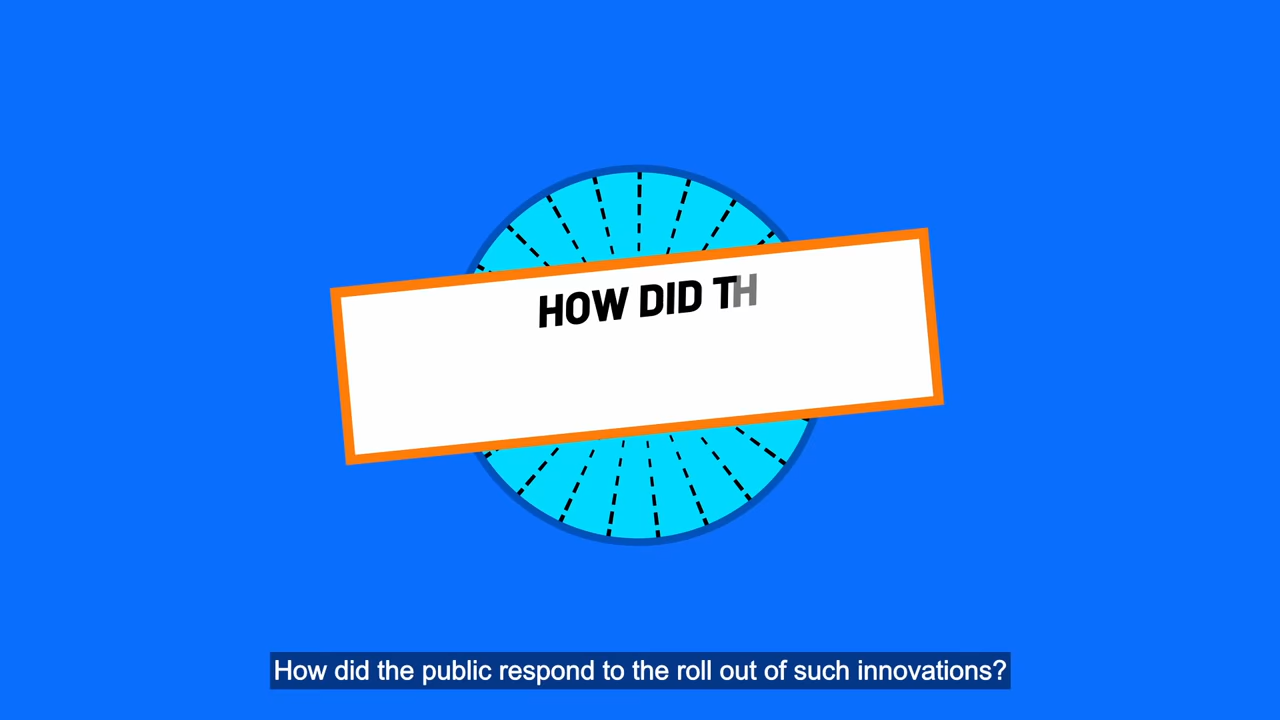 HOW DID TH
How did the public respond to the roll out of such innovations?